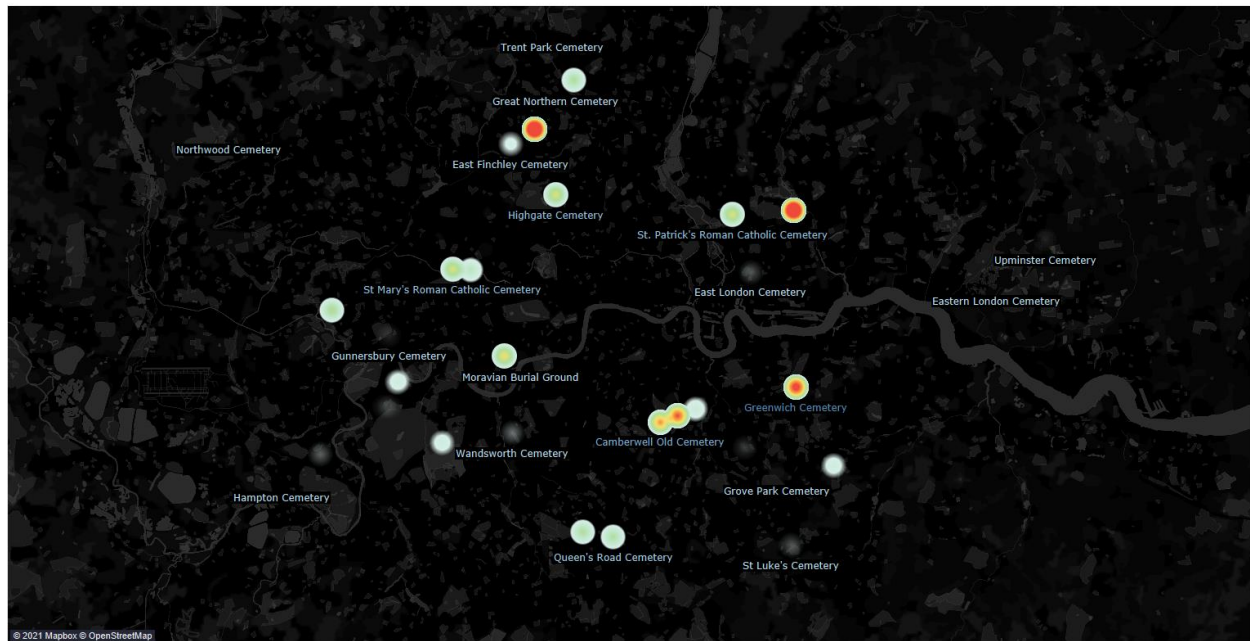 Trent Park Cemetery
Great Northern Cemetery
Northwood Cemetery
East Finchley Cemetery
Highgate Cemetery
St. Patrick's Roman Catholic Cemetery
Upminster Cemetery
St Mary's Roman Catholic Cemetery
East London Cemetery
Eastern London Cemetery
Gunnersbury Cemetery
Moravian Burial Ground
Greenwich Cemetery
Camberwell Old Cemetery
Wandsworth Cemetery
Grove Park Cemetery
Hampton Cemetery
Queen's Road Cemetery
St Luke's Cemetery
© 2021 Mapbox © OpenStreetMap